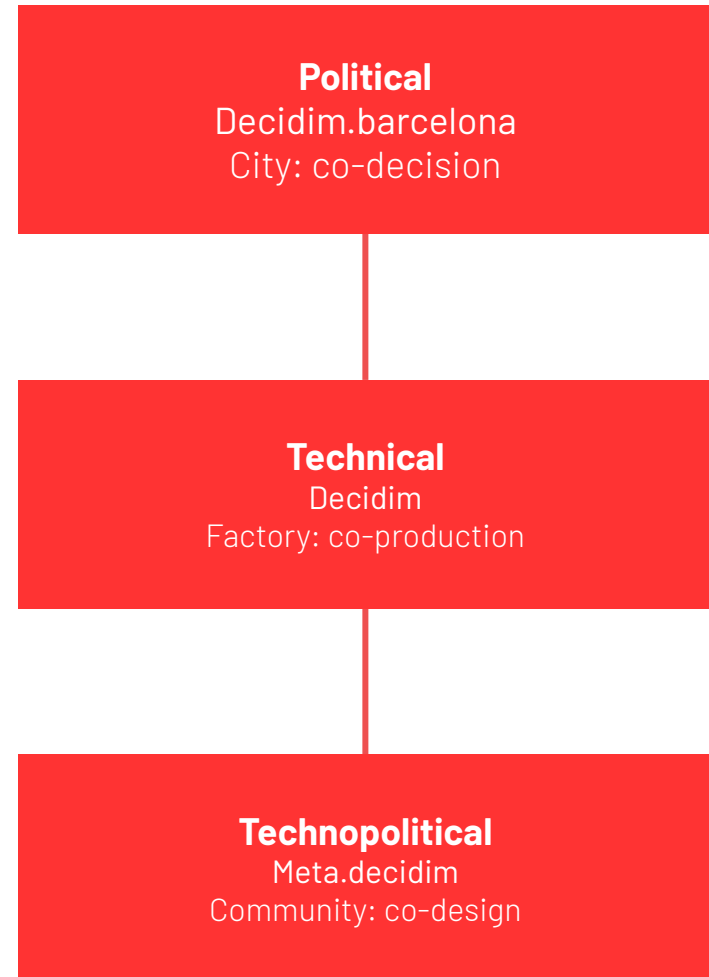 Political
Decidim.barcelona
City: co-decision
Technical
Decidim
Factory: co-production
Technopolitical
Meta.decidim
Community: co-design